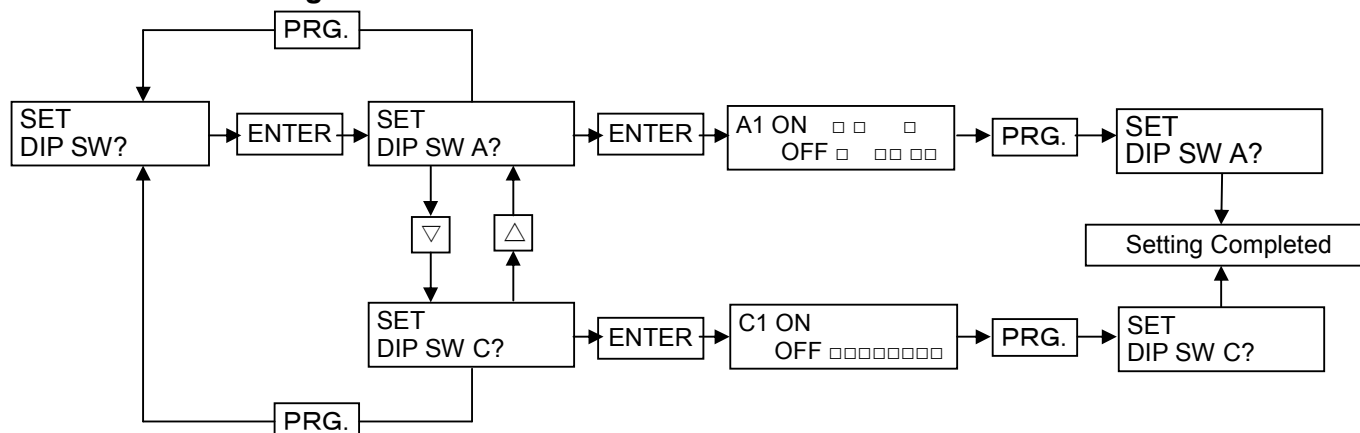 g
PRG.
SET
DIP SW?
ENTER
SET
DIP SW A?
ENTER
A1 ON □ □ □
OFF □ □□ □□
PRG.
SET
DIP SW A?
▽
△
Setting Completed
SET
DIP SW C?
ENTER
C1 ON
OFF □□□□□□□□
PRG.
SET
DIP SW C?
PRG.